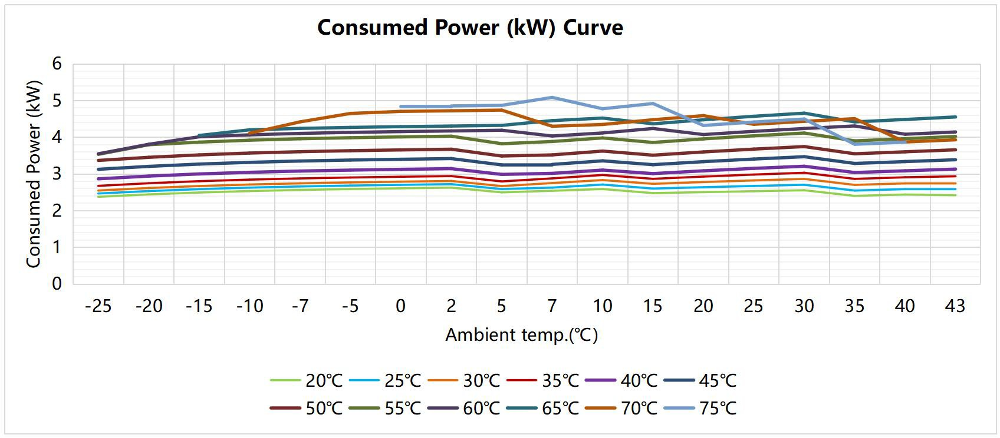 Consumed Power (kW) Curve
Consumed Power (kW)
6
5
4
3
2
1
0
-25 -20 -15 -10 -7 -5 0 2 5 7 10 15 20 25 30 35 40 43
Ambient temp.(℃)
20℃ 25℃ 30℃ 35℃ 40℃ 45℃
50℃ 55℃ 60℃ 65℃ 70℃ 75℃